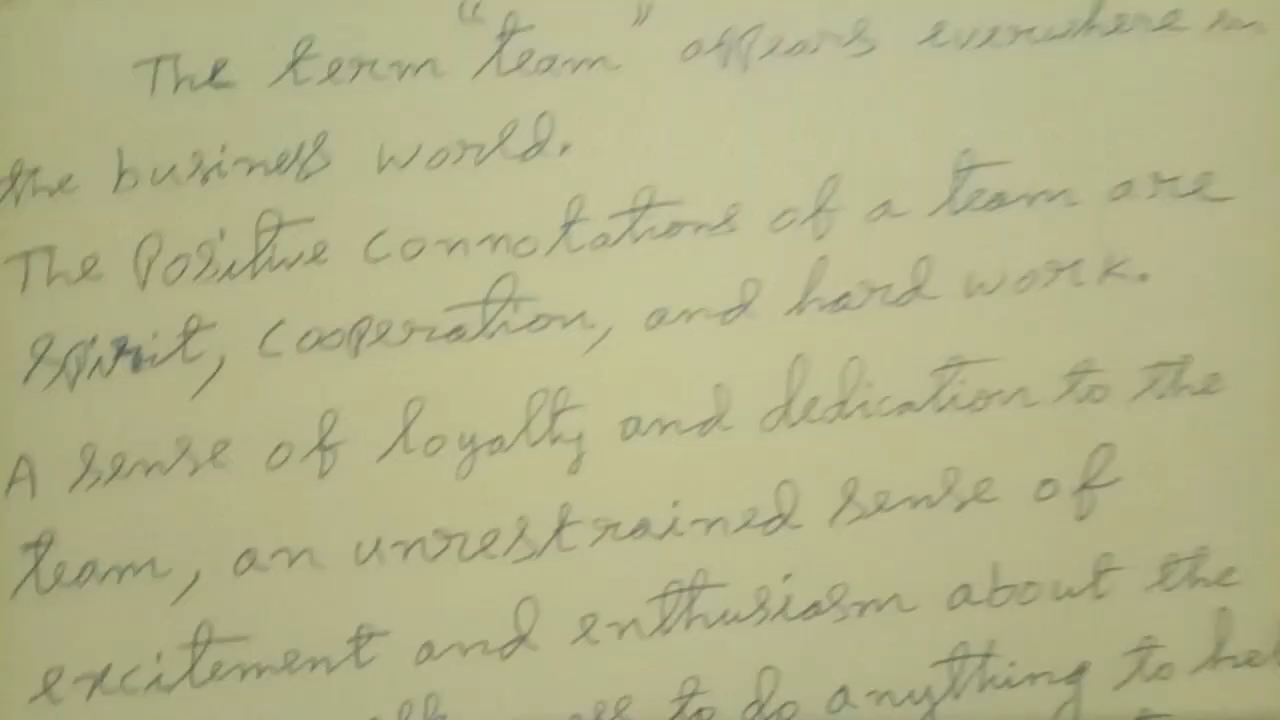 The term "team" appears everywhere in
the business world.
The Positive connotations of a team are
spirit, cooperation, and hard work.
A sense of loyalty and dedication to the
team, an unrestrained sense of
excitement and enthusiasm about the
to do anything to